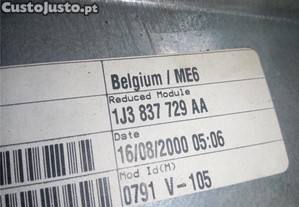 CustoJusto.pt
Belgium / ME6
Reduced Module
1J3 837 729 AA
Date
16/08/2000 05:06
Mod Id(M)
0791 V-105